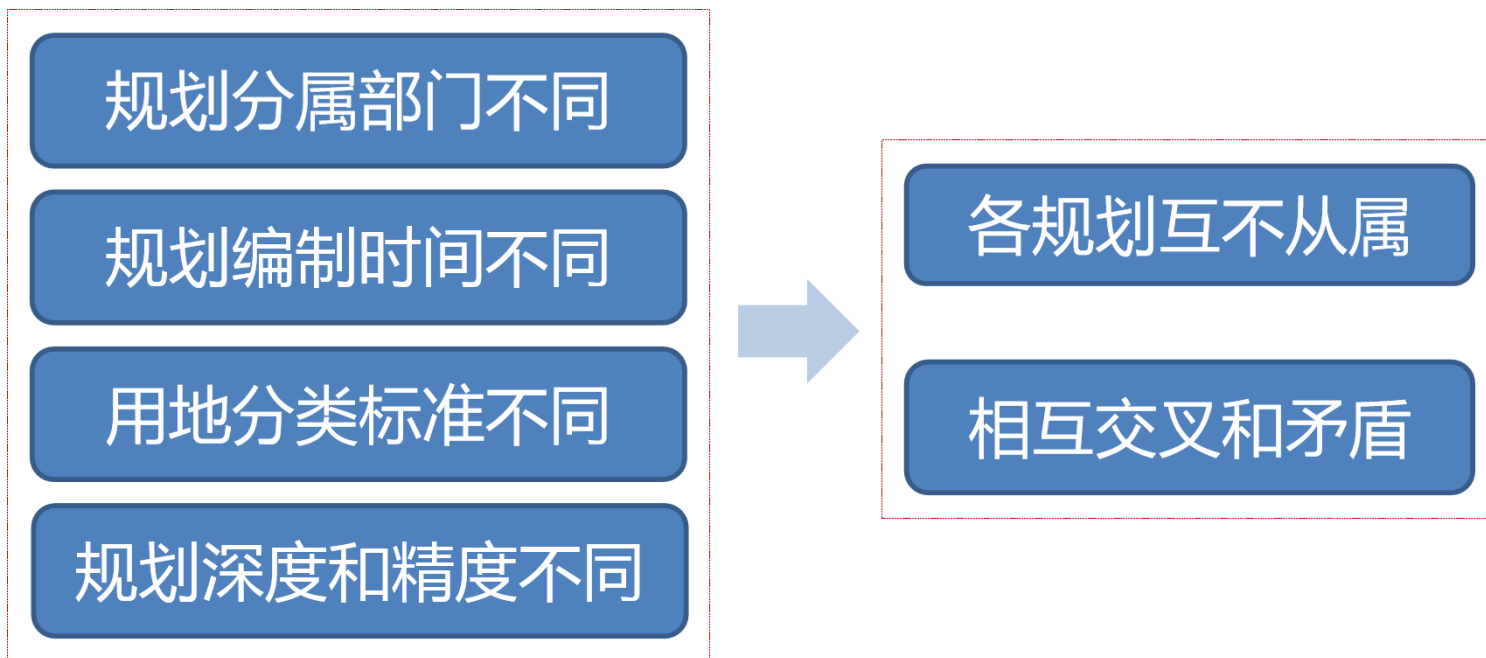 规划分属部门不同
规划编制时间不同
用地分类标准不同
规划深度和精度不同
各规划互不从属
相互交叉和矛盾